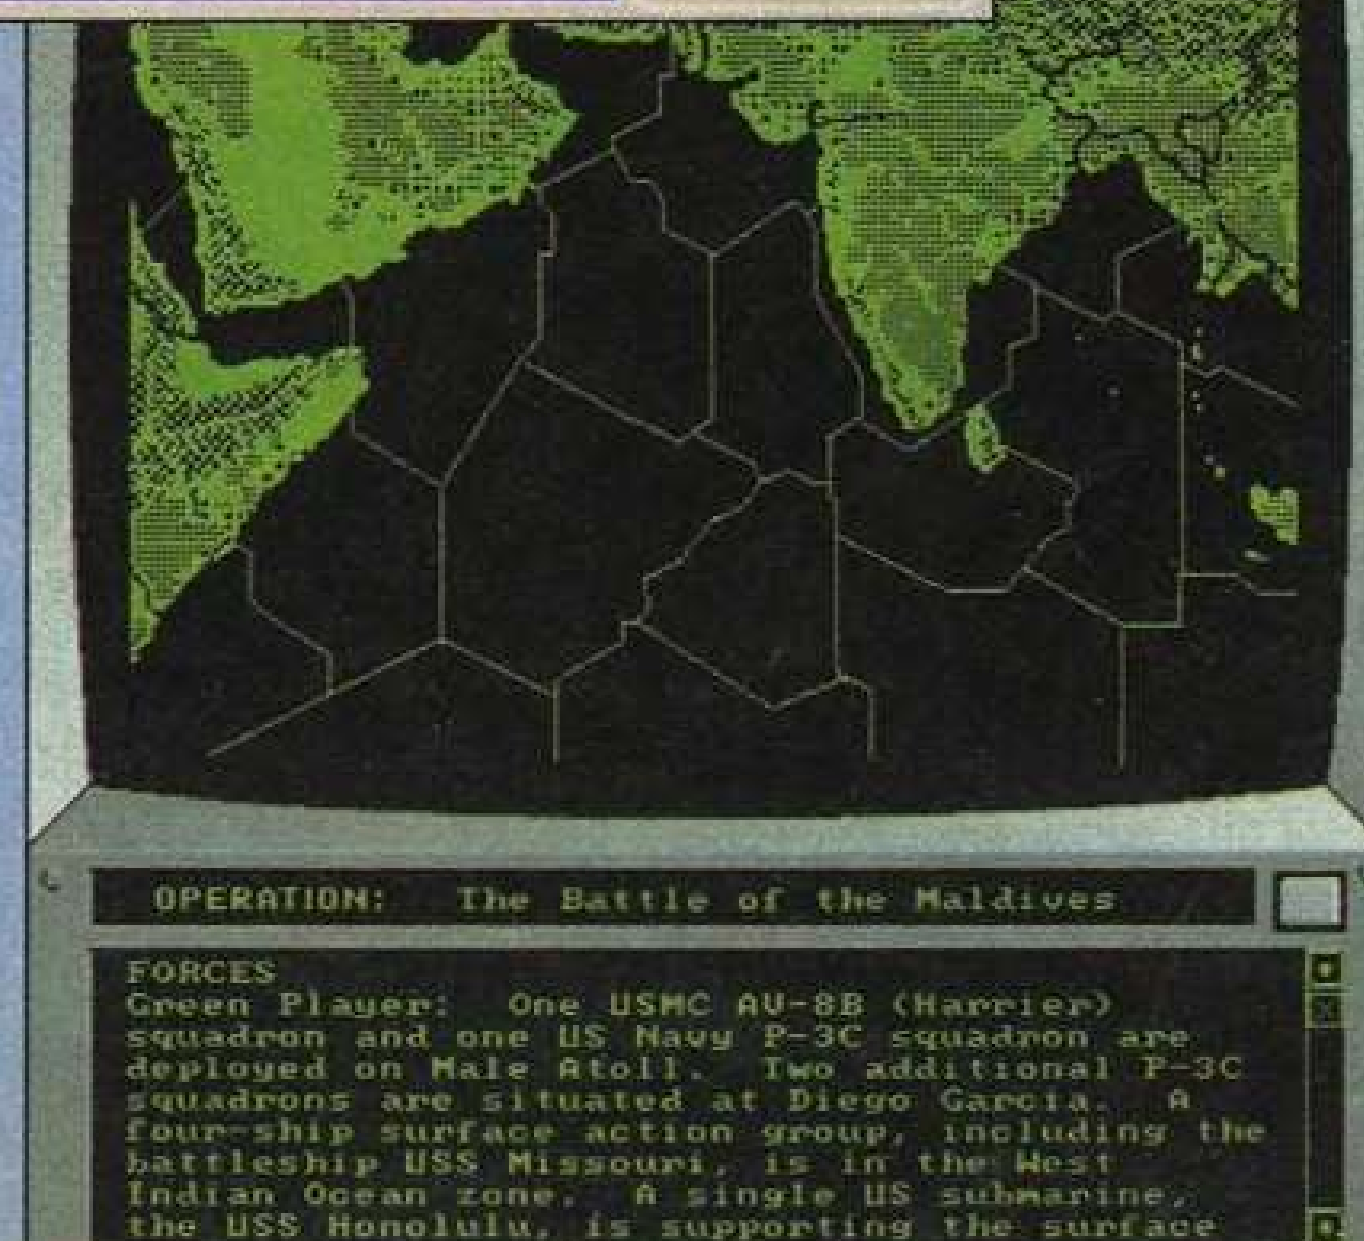 OPERATION: The Battle of the Maldives
FORCES
Green Player: One USMC AV-8B (Harrier)
squadron and one US Navy P-3C squadron are
deployed on Male Atoll. Two additional P-3C
squadrons are situated at Diego Garcia. A
four-ship surface action group, including the
battleship USS Missouri, is in the West
Indian Ocean zone. A single US submarine,
the USS Honolulu, is supporting the surface